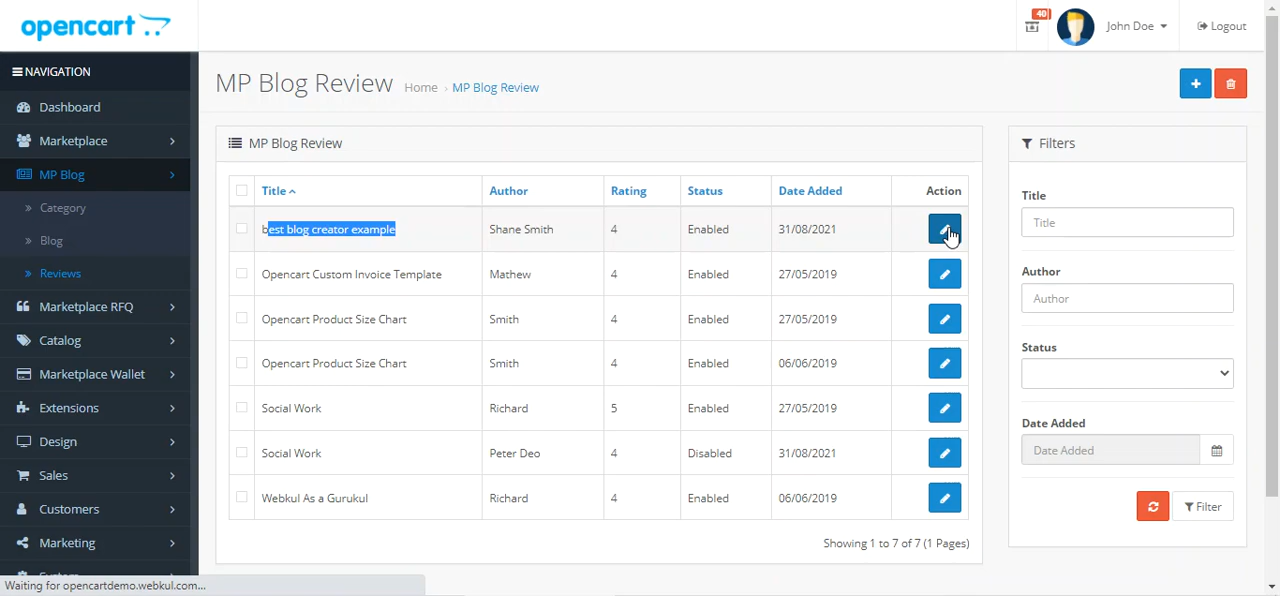 opencart
40
John Doe
Logout
NAVIGATION
Dashboard
Marketplace
MP Blog
» Category
» Blog
» Reviews
Marketplace RFQ
Catalog
Marketplace Wallet
Extensions
Design
Sales
Customers
Marketing
MP Blog Review
Home › MP Blog Review
MP Blog Review
Title Author Rating Status Date Added Action
best blog creator example Shane Smith 4 Enabled 31/08/2021
Opencart Custom Invoice Template Mathew 4 Enabled 27/05/2019
Opencart Product Size Chart Smith 4 Enabled 27/05/2019
Opencart Product Size Chart Smith 4 Enabled 06/06/2019
Social Work Richard 5 Enabled 27/05/2019
Social Work Peter Deo 4 Disabled 31/08/2021
Webkul As a Gurukul Richard 4 Enabled 06/06/2019
Showing 1 to 7 of 7 (1 Pages)
Filters
Title
Title
Author
Author
Status
Date Added
Date Added
Filter
Waiting for opencartdemo.webkul.com...